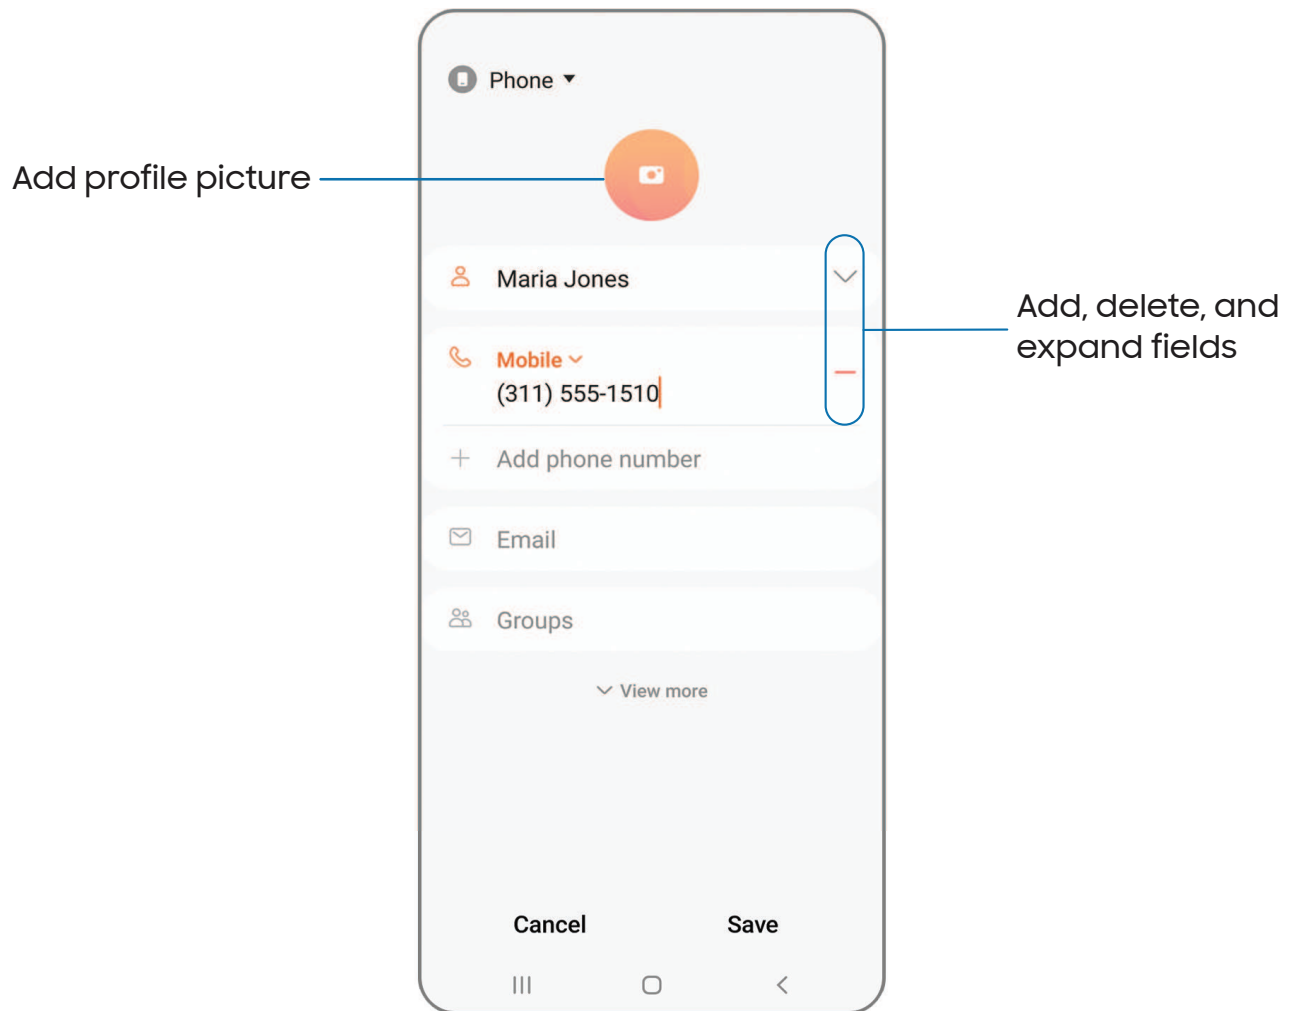 Phone
Add profile picture
Maria Jones
Add, delete, and
expand fields
Mobile
(311) 555-1510
Add phone number
Email
Groups
View more
Cancel
Save